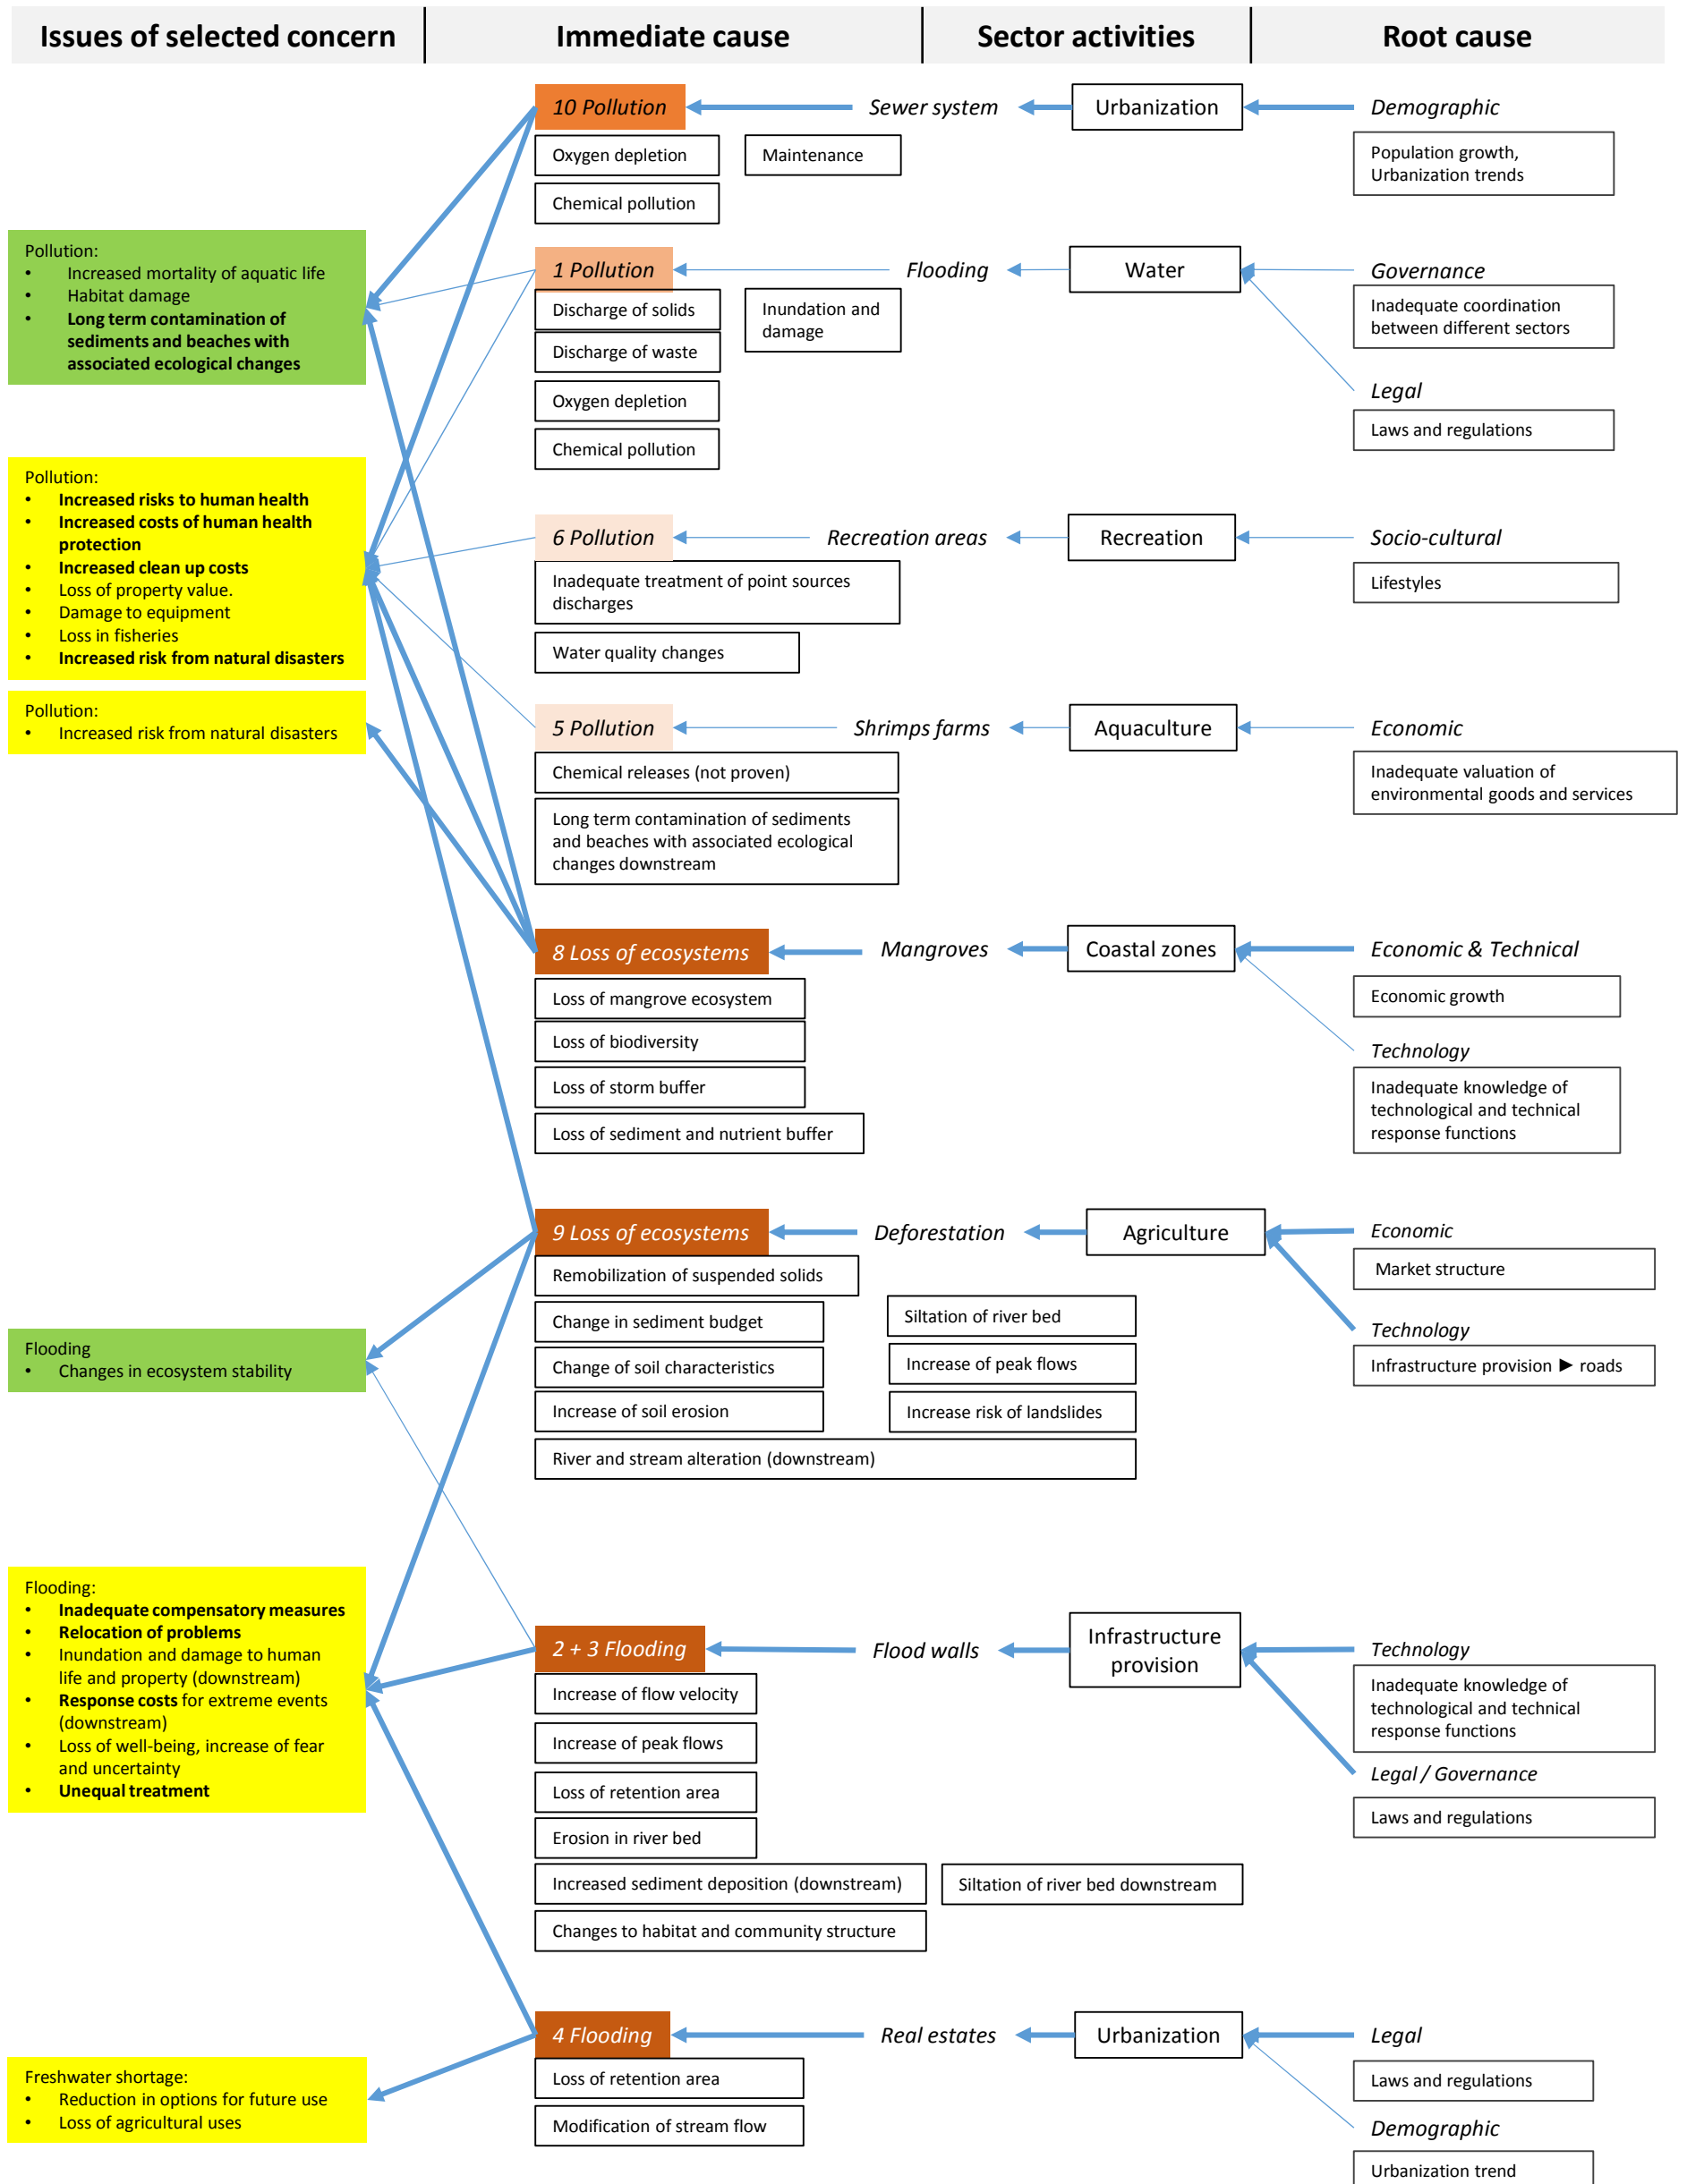 Issues of selected concern
Immediate cause
Sector activities
Root cause
10 Pollution
Sewer system
Urbanization
Demographic
Oxygen depletion
Maintenance
Chemical pollution
Population growth,
Urbanization trends
Pollution:
• Increased mortality of aquatic life
• Habitat damage
• Long term contamination of
sediments and beaches with
associated ecological changes
1 Pollution
Flooding
Water
Governance
Discharge of solids
Inundation and
damage
Discharge of waste
Oxygen depletion
Chemical pollution
Inadequate coordination
between different sectors
Legal
Laws and regulations
Pollution:
• Increased risks to human health
• Increased costs of human health
protection
• Increased clean up costs
• Loss of property value.
• Damage to equipment
• Loss in fisheries
• Increased risk from natural disasters
6 Pollution
Recreation areas
Recreation
Socio-cultural
Inadequate treatment of point sources
discharges
Water quality changes
Lifestyles
Pollution:
• Increased risk from natural disasters
5 Pollution
Shrimps farms
Aquaculture
Economic
Chemical releases (not proven)
Long term contamination of sediments
and beaches with associated ecological
changes downstream
Inadequate valuation of
environmental goods and services
8 Loss of ecosystems
Mangroves
Coastal zones
Economic & Technical
Loss of mangrove ecosystem
Loss of biodiversity
Loss of storm buffer
Loss of sediment and nutrient buffer
Economic growth
Technology
Inadequate knowledge of
technological and technical
response functions
9 Loss of ecosystems
Deforestation
Agriculture
Economic
Remobilization of suspended solids
Change in sediment budget
Siltation of river bed
Change of soil characteristics
Increase of peak flows
Increase of soil erosion
Increase risk of landslides
River and stream alteration (downstream)
Market structure
Technology
Infrastructure provision ► roads
Flooding
• Changes in ecosystem stability
Flooding:
• Inadequate compensatory measures
• Relocation of problems
• Inundation and damage to human
life and property (downstream)
• Response costs for extreme events
(downstream)
• Loss of well-being, increase of fear
and uncertainty
• Unequal treatment
2 + 3 Flooding
Flood walls
Infrastructure
provision
Technology
Increase of flow velocity
Increase of peak flows
Loss of retention area
Erosion in river bed
Increased sediment deposition (downstream)
Siltation of river bed downstream
Changes to habitat and community structure
Inadequate knowledge of
technological and technical
response functions
Legal / Governance
Laws and regulations
4 Flooding
Real estates
Urbanization
Legal
Loss of retention area
Modification of stream flow
Laws and regulations
Demographic
Urbanization trend
Freshwater shortage:
• Reduction in options for future use
• Loss of agricultural uses